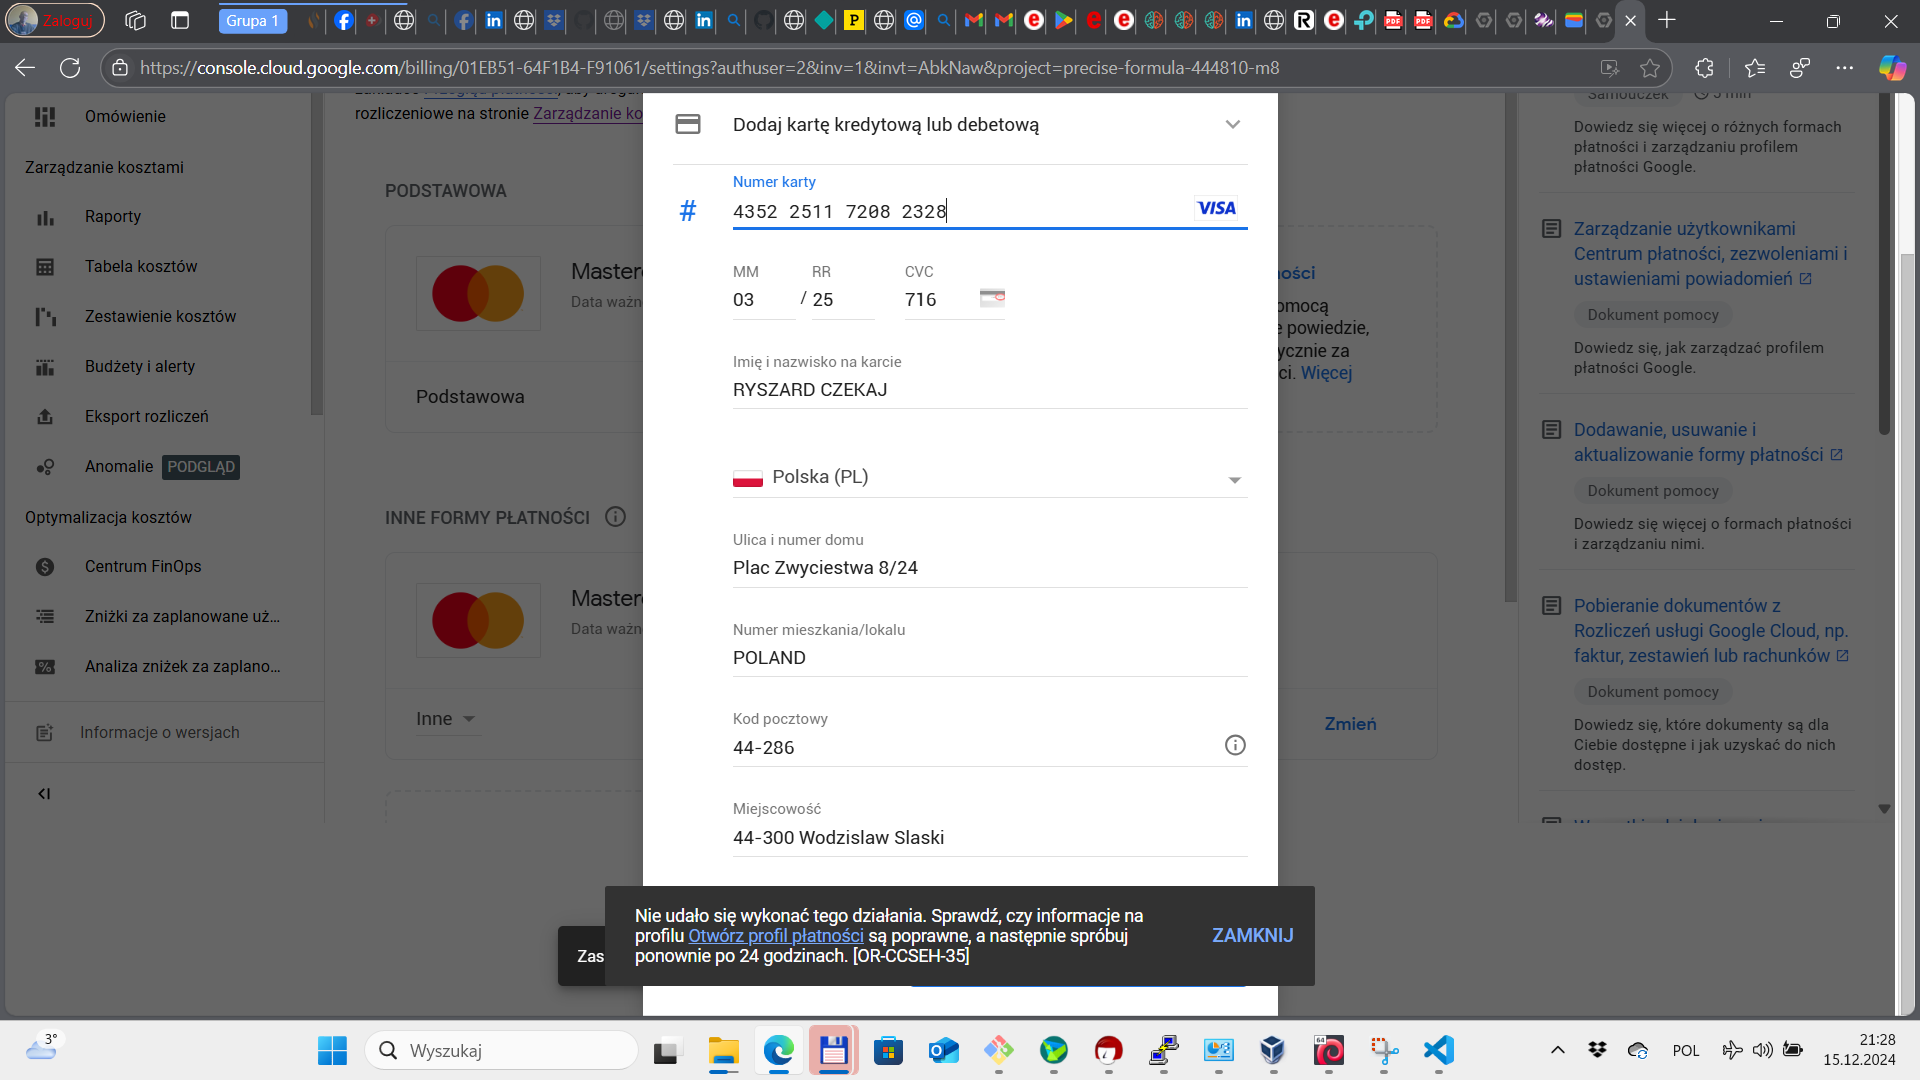 Zaloguj
Grupa 1
https://console.cloud.google.com/billing/01EB51-64F1B4-F91061/settings?authuser=2&inv=1&invt=AbkNaw&project=precise-formula-444810-m8
Omówienie
Zarządzanie kosztami
Raporty
Tabela kosztów
Zestawienie kosztów
Budżety i alerty
Eksport rozliczeń
Anomalie PODGLĄD
Optymalizacja kosztów
Centrum FinOps
Zniżki za zaplanowane uż...
Analiza zniżek za zaplano...
Informacje o wersjach
rozliczeniowe na stronie Zarządzanie ko
PODSTAWOWA
Master
Data ważn
Podstawowa
INNE FORMY PŁATNOŚCI
Master
Data ważn
Inne
Zmień
ności
omocą
e powiedzie,
ycznie za
ci. Więcej
Dodaj kartę kredytową lub debetową
Numer karty
# [card number redacted] VISA
MM RR CVC
03 / 25 [redacted]
Imię i nazwisko na karcie
RYSZARD CZEKAJ
Polska (PL)
Ulica i numer domu
Plac Zwyciestwa 8/24
Numer mieszkania/lokalu
POLAND
Kod pocztowy
44-286
Miejscowość
44-300 Wodzislaw Slaski
Zas
Nie udało się wykonać tego działania. Sprawdź, czy informacje na
profilu Otwórz profil płatności są poprawne, a następnie spróbuj
ponownie po 24 godzinach. [OR-CCSEH-35]
ZAMKNIJ
Samouczek 5 min
Dowiedz się więcej o różnych formach
płatności i zarządzaniu profilem
płatności Google.
Zarządzanie użytkownikami
Centrum płatności, zezwoleniami i
ustawieniami powiadomień
Dokument pomocy
Dowiedz się, jak zarządzać profilem
płatności Google.
Dodawanie, usuwanie i
aktualizowanie formy płatności
Dokument pomocy
Dowiedz się więcej o formach płatności
i zarządzaniu nimi.
Pobieranie dokumentów z
Rozliczeń usługi Google Cloud, np.
faktur, zestawień lub rachunków
Dokument pomocy
Dowiedz się, które dokumenty są dla
Ciebie dostępne i jak uzyskać do nich
dostęp.
3°
Wyszukaj
POL
21:28
15.12.2024